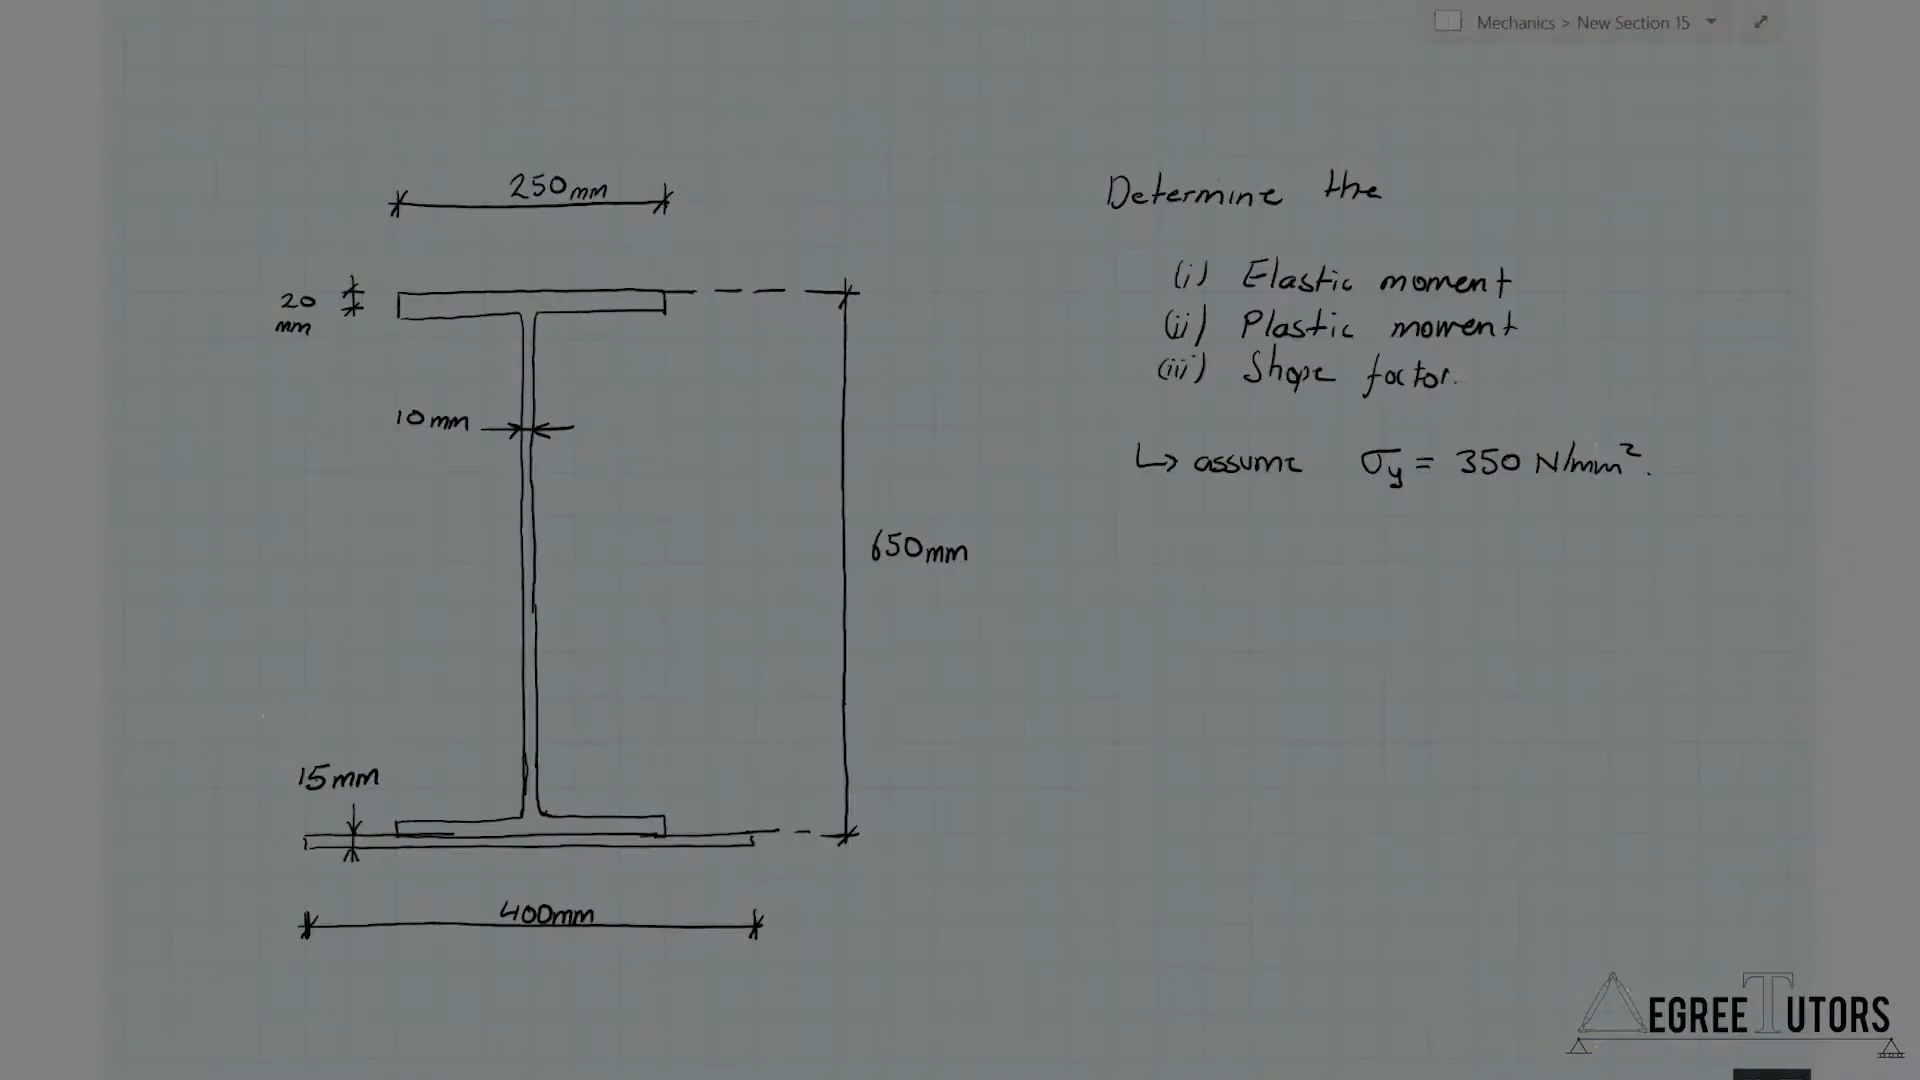 Mechanics > New Section 15
250mm
20
mm
10mm
650mm
15mm
400mm
Determine the
(i) Elastic moment
(ii) Plastic moment
(iii) Shape factor.
↳ assume σy = 350 N/mm².
DEGREE TUTORS